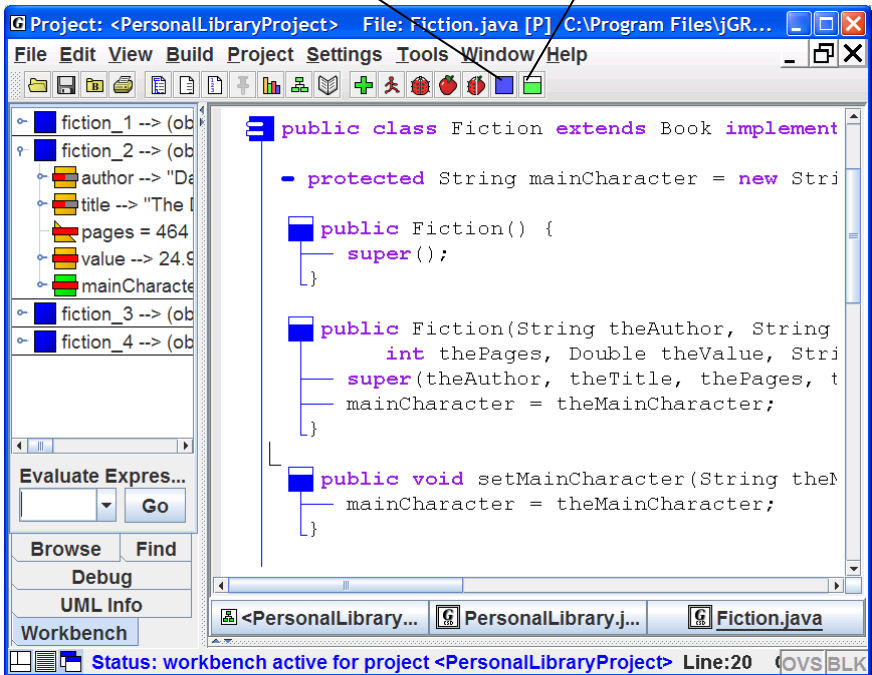 Project: <PersonalLibraryProject> File: Fiction.java [P] C:\Program Files\jGR...
File Edit View Build Project Settings Tools Window Help
fiction_1 --> (ob
fiction_2 --> (ob
author --> "Da
title --> "The D
pages = 464
value --> 24.9
mainCharacte
fiction_3 --> (ob
fiction_4 --> (ob
Evaluate Expres...
Go
Browse Find
Debug
UML Info
Workbench
public class Fiction extends Book implement
protected String mainCharacter = new Stri
public Fiction() {
super();
}
public Fiction(String theAuthor, String
int thePages, Double theValue, Stri
super(theAuthor, theTitle, thePages, t
mainCharacter = theMainCharacter;
}
public void setMainCharacter(String theM
mainCharacter = theMainCharacter;
}
<PersonalLibrary... PersonalLibrary.j... Fiction.java
Status: workbench active for project <PersonalLibraryProject> Line:20 OVS BLK